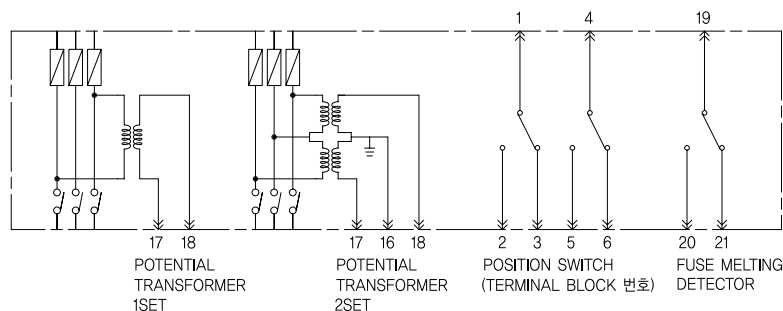 1 4 19
17 18 17 16 18 2 3 5 6 20 21
POTENTIAL
TRANSFORMER
1SET
POTENTIAL
TRANSFORMER
2SET
POSITION SWITCH
(TERMINAL BLOCK 번호)
FUSE MELTING
DETECTOR